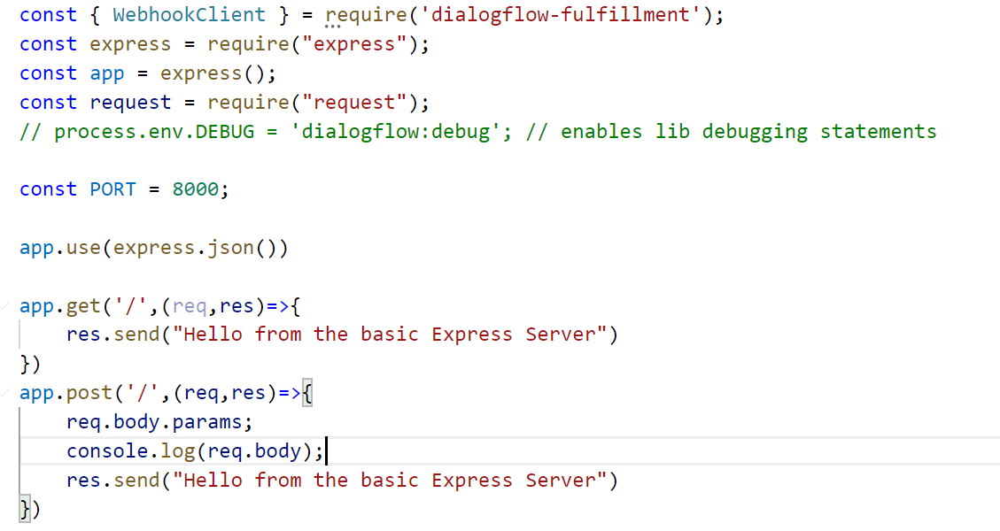 const { WebhookClient } = require('dialogflow-fulfillment');
const express = require("express");
const app = express();
const request = require("request");
// process.env.DEBUG = 'dialogflow:debug'; // enables lib debugging statements
const PORT = 8000;
app.use(express.json())
app.get('/',(req,res)=>{
    res.send("Hello from the basic Express Server")
})
app.post('/',(req,res)=>{
    req.body.params;
    console.log(req.body);
    res.send("Hello from the basic Express Server")
})